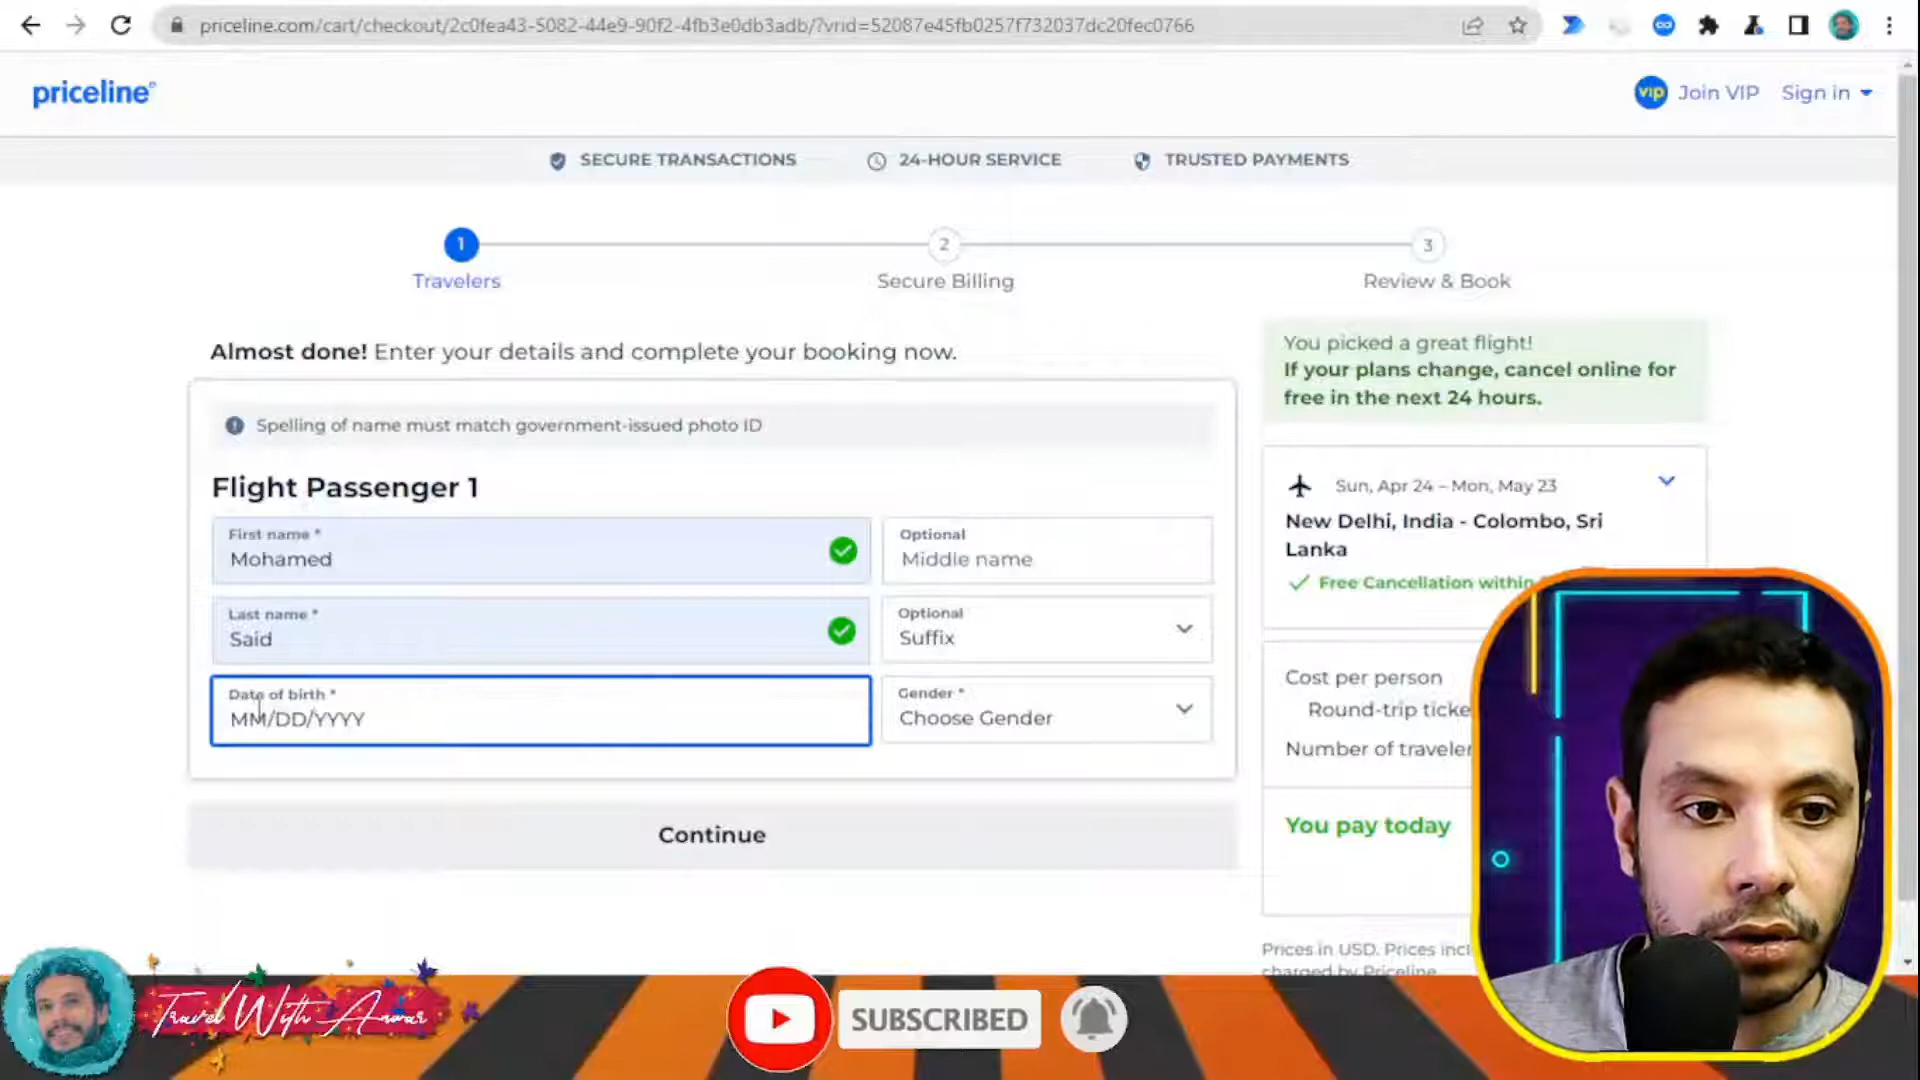 priceline.com/cart/checkout/2c0fea43-5082-44e9-90f2-4fb3e0db3adb/?vrid=52087e45fb0257f732037dc20fec0766
priceline
vip Join VIP Sign in
SECURE TRANSACTIONS 24-HOUR SERVICE TRUSTED PAYMENTS
1 2 3
Travelers Secure Billing Review & Book
Almost done! Enter your details and complete your booking now.
Spelling of name must match government-issued photo ID
Flight Passenger 1
First name *
Mohamed
Optional
Middle name
Last name *
Said
Optional
Suffix
Date of birth *
MM/DD/YYYY
Gender *
Choose Gender
Continue
You picked a great flight!
If your plans change, cancel online for
free in the next 24 hours.
Sun, Apr 24 – Mon, May 23
New Delhi, India - Colombo, Sri
Lanka
Free Cancellation within
Cost per person
Round-trip ticke
Number of traveler
You pay today
Prices in USD. Prices incl
charged by Priceline
Travel With Anwar
SUBSCRIBED